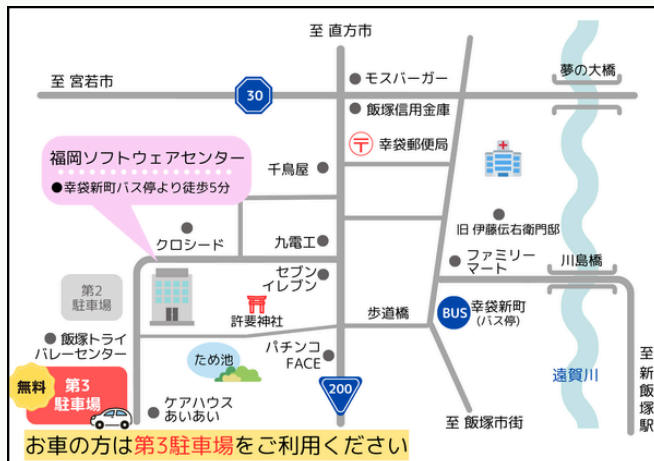 至 直方市
至 宮若市
30
モスバーガー
夢の大橋
飯塚信用金庫
幸袋郵便局
福岡ソフトウェアセンター
●幸袋新町バス停より徒歩5分
千鳥屋
旧 伊藤伝右衛門邸
クロシード
九電工
ファミリー
マート
川島橋
セブン
イレブン
第2
駐車場
許斐神社
歩道橋
BUS
幸袋新町
(バス停)
飯塚トライ
バレーセンター
ため池
パチンコ
FACE
至 新飯塚駅
無料
第3
駐車場
200
遠賀川
ケアハウス
あいあい
至 飯塚市街
お車の方は第3駐車場をご利用ください